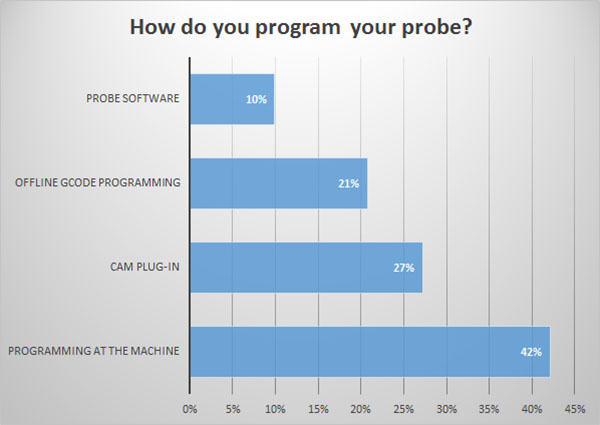 How do you program your probe?
PROBE SOFTWARE
10%
OFFLINE GCODE PROGRAMMING
21%
CAM PLUG-IN
27%
PROGRAMMING AT THE MACHINE
42%
0% 5% 10% 15% 20% 25% 30% 35% 40% 45%